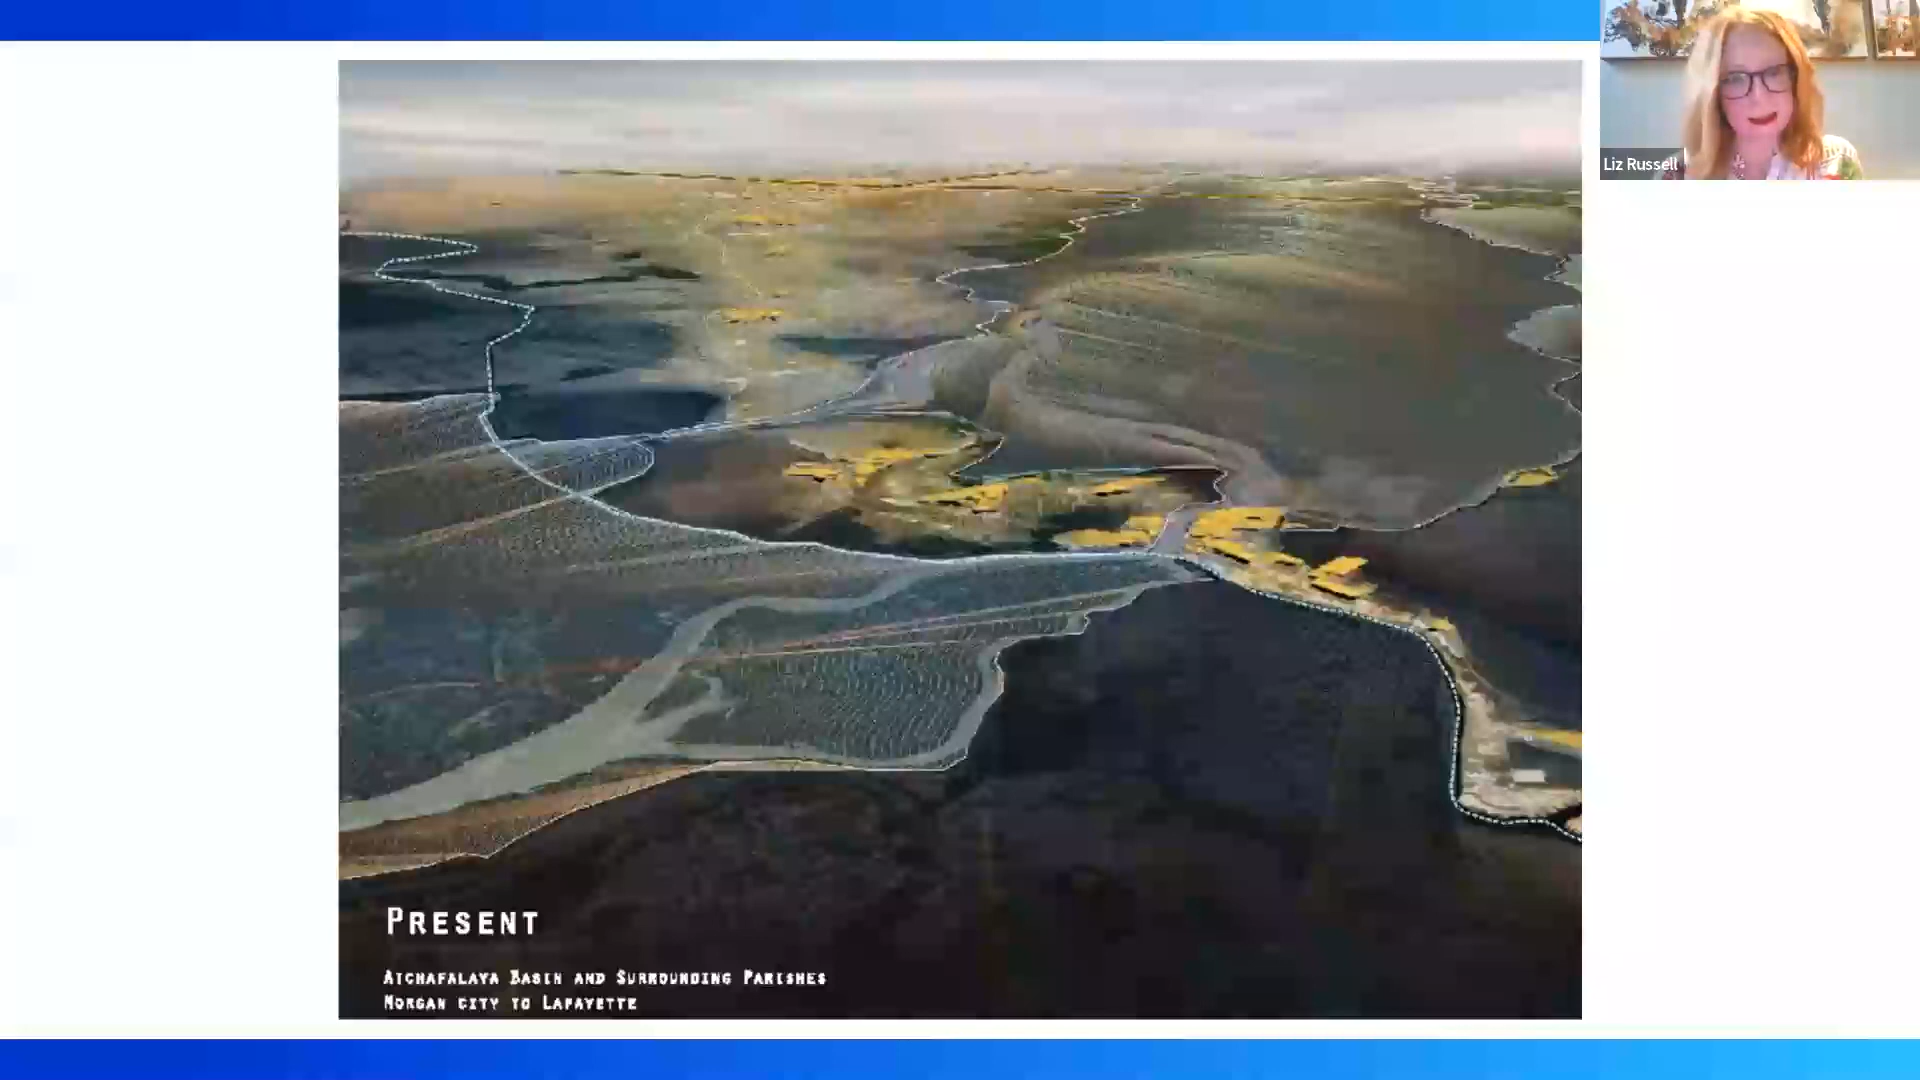 Liz Russell
PRESENT
ATCHAFALAYA BASIN AND SURROUNDING PARISHES
MORGAN CITY TO LAFAYETTE